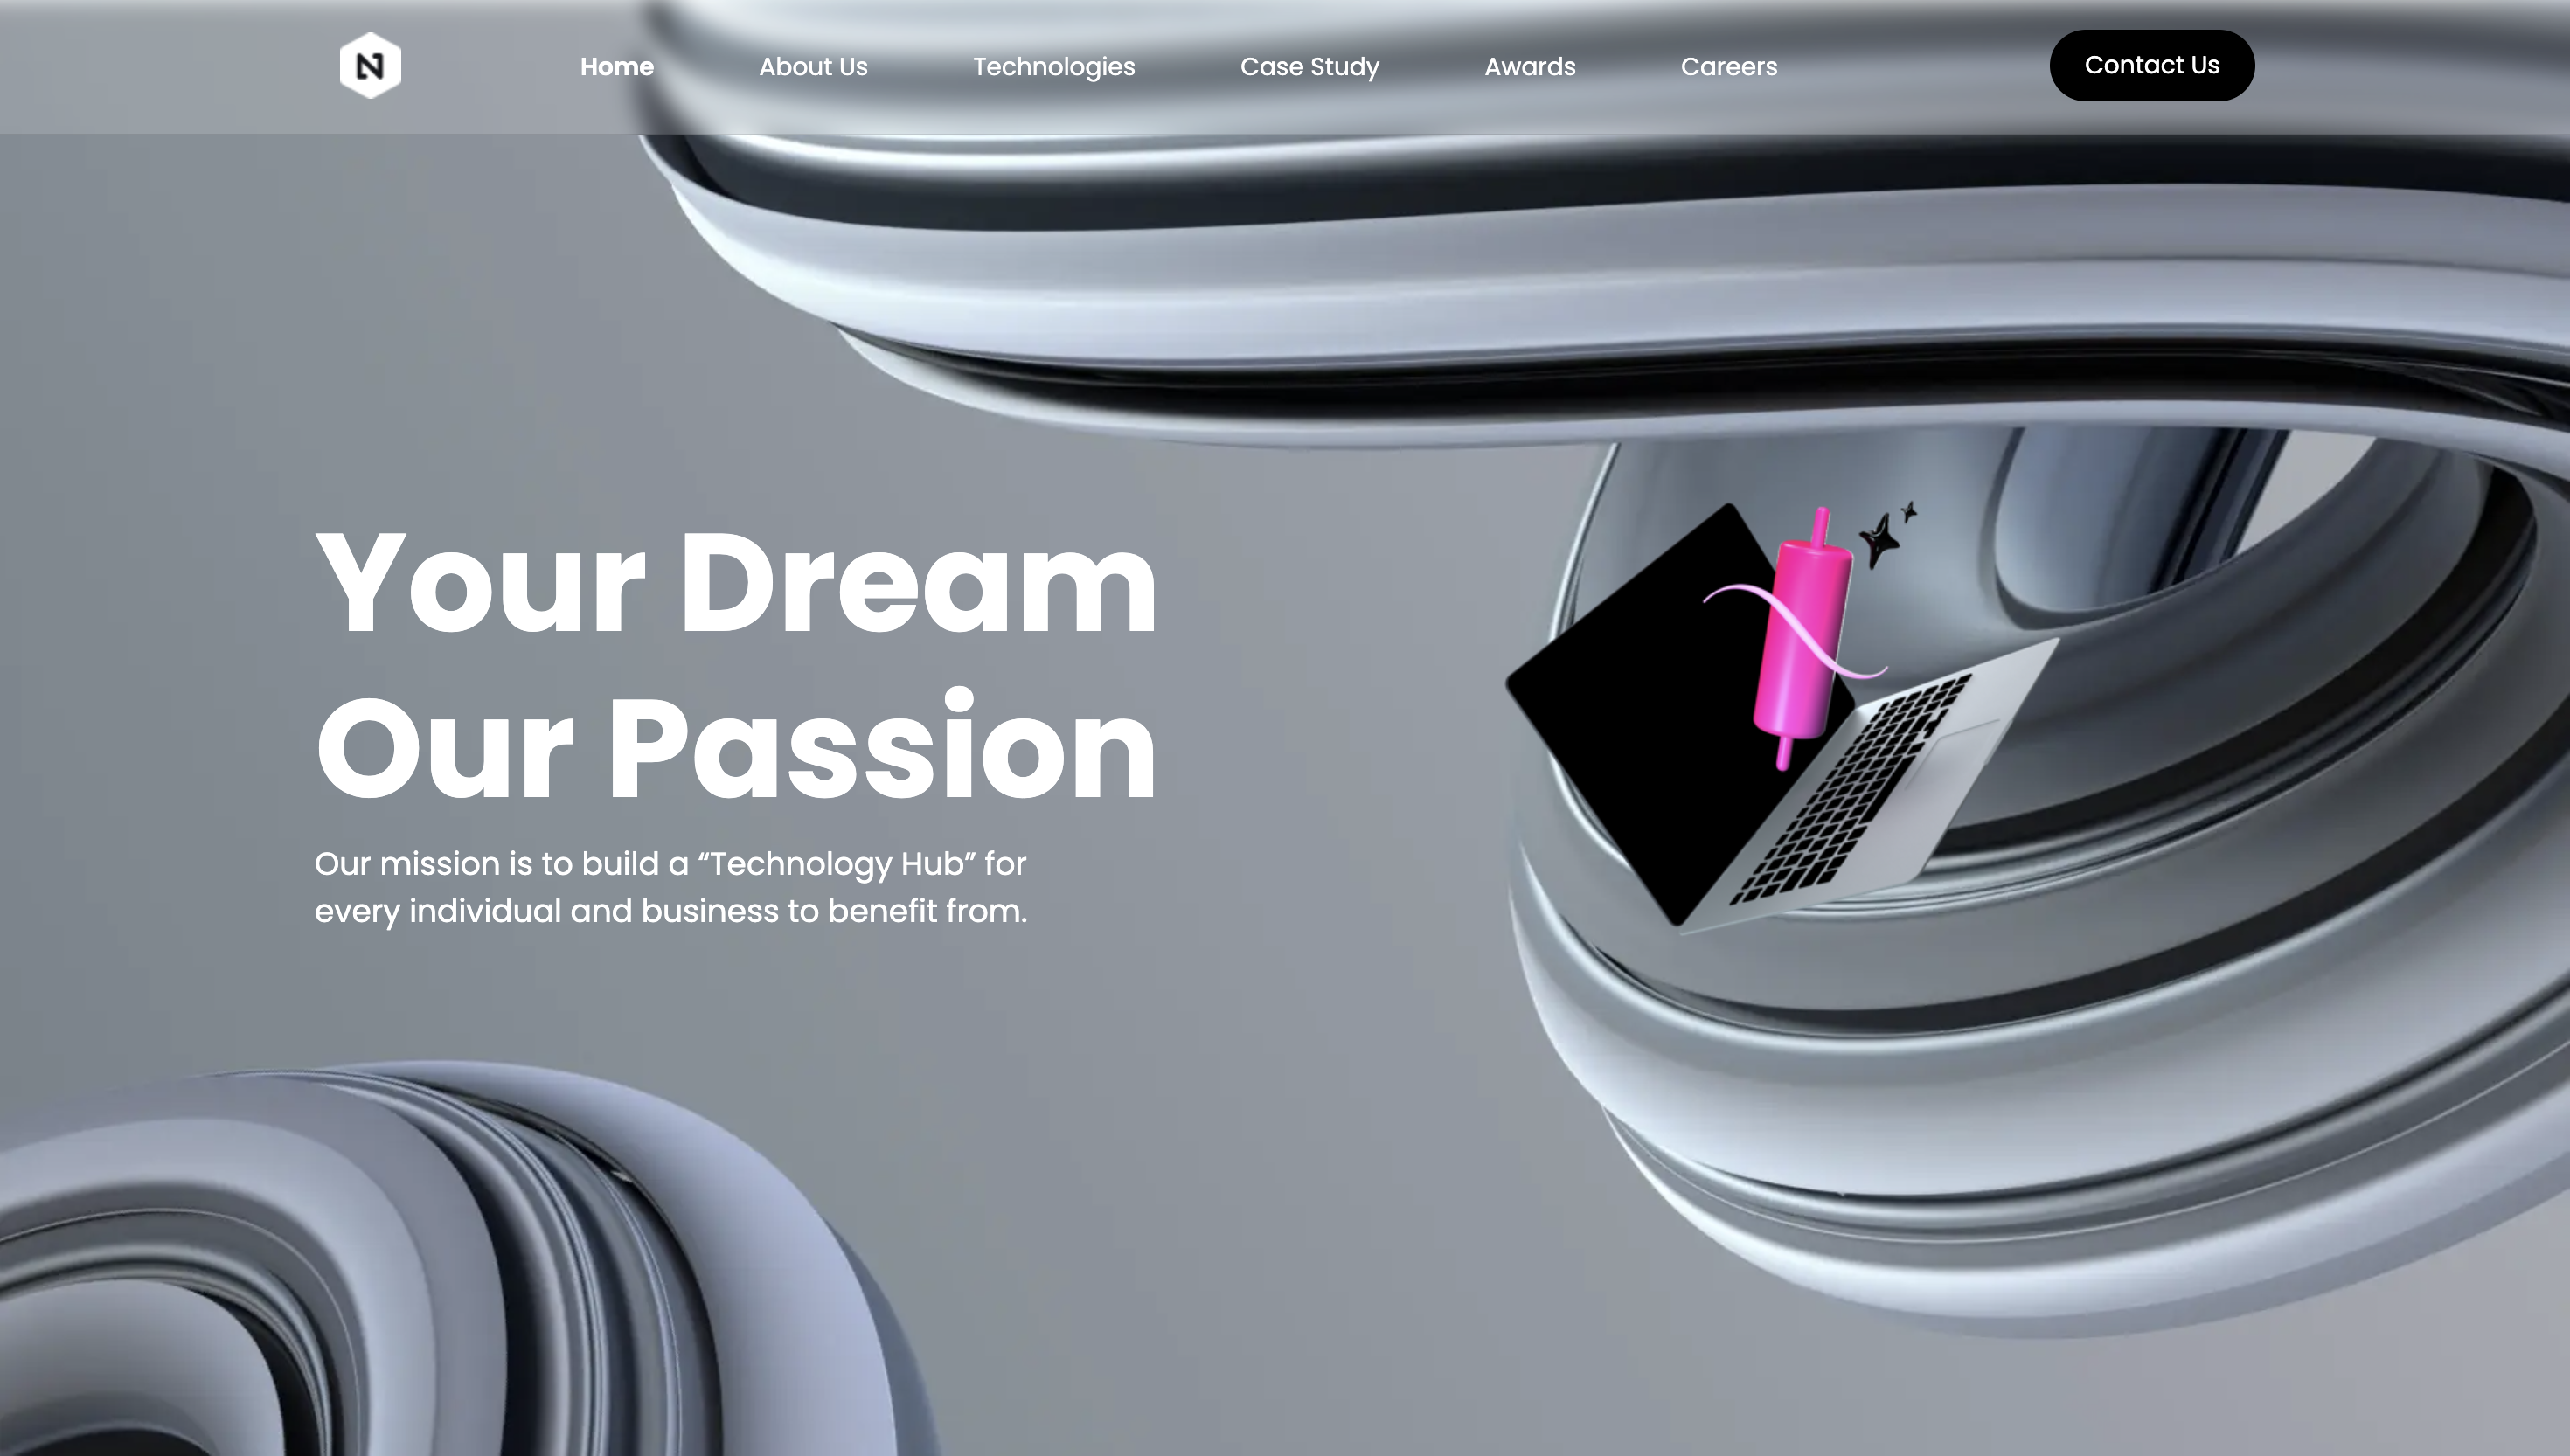 N
Home
About Us
Technologies
Case Study
Awards
Careers
Contact Us
Your Dream
Our Passion
Our mission is to build a “Technology Hub” for
every individual and business to benefit from.